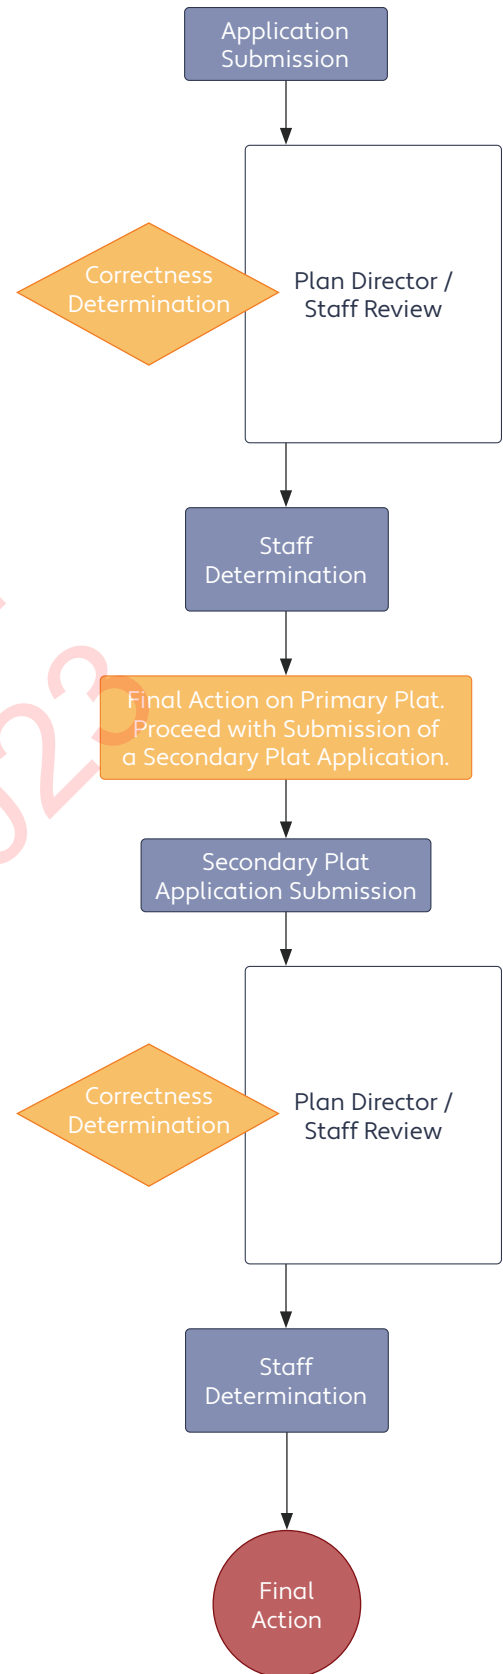 Application
Submission
Correctness
Determination
Plan Director /
Staff Review
Staff
Determination
Final Action on Primary Plat.
Proceed with Submission of
a Secondary Plat Application.
Secondary Plat
Application Submission
Correctness
Determination
Plan Director /
Staff Review
Staff
Determination
Final
Action